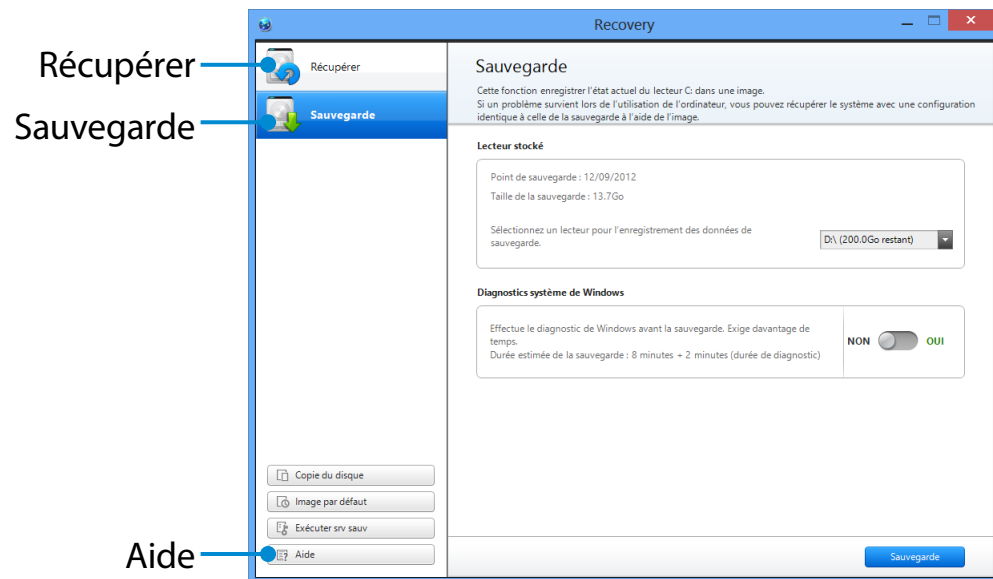 Récupérer
Sauvegarde
Aide
Recovery
Récupérer
Sauvegarde
Sauvegarde
Cette fonction enregistrer l'état actuel du lecteur C: dans une image.
Si un problème survient lors de l'utilisation de l'ordinateur, vous pouvez récupérer le système avec une configuration
identique à celle de la sauvegarde à l'aide de l'image.
Lecteur stocké
Point de sauvegarde : 12/09/2012
Taille de la sauvegarde : 13.7Go
Sélectionnez un lecteur pour l'enregistrement des données de
sauvegarde.
D:\ (200.0Go restant)
Diagnostics système de Windows
Effectue le diagnostic de Windows avant la sauvegarde. Exige davantage de
temps.
Durée estimée de la sauvegarde : 8 minutes + 2 minutes (durée de diagnostic)
NON OUI
Copie du disque
Image par défaut
Exécuter srv sauv
Aide
Sauvegarde